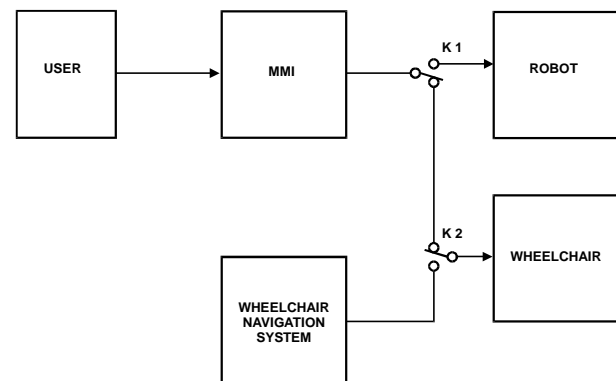 USER
MMI
K 1
ROBOT
K 2
WHEELCHAIR
WHEELCHAIR
NAVIGATION
SYSTEM